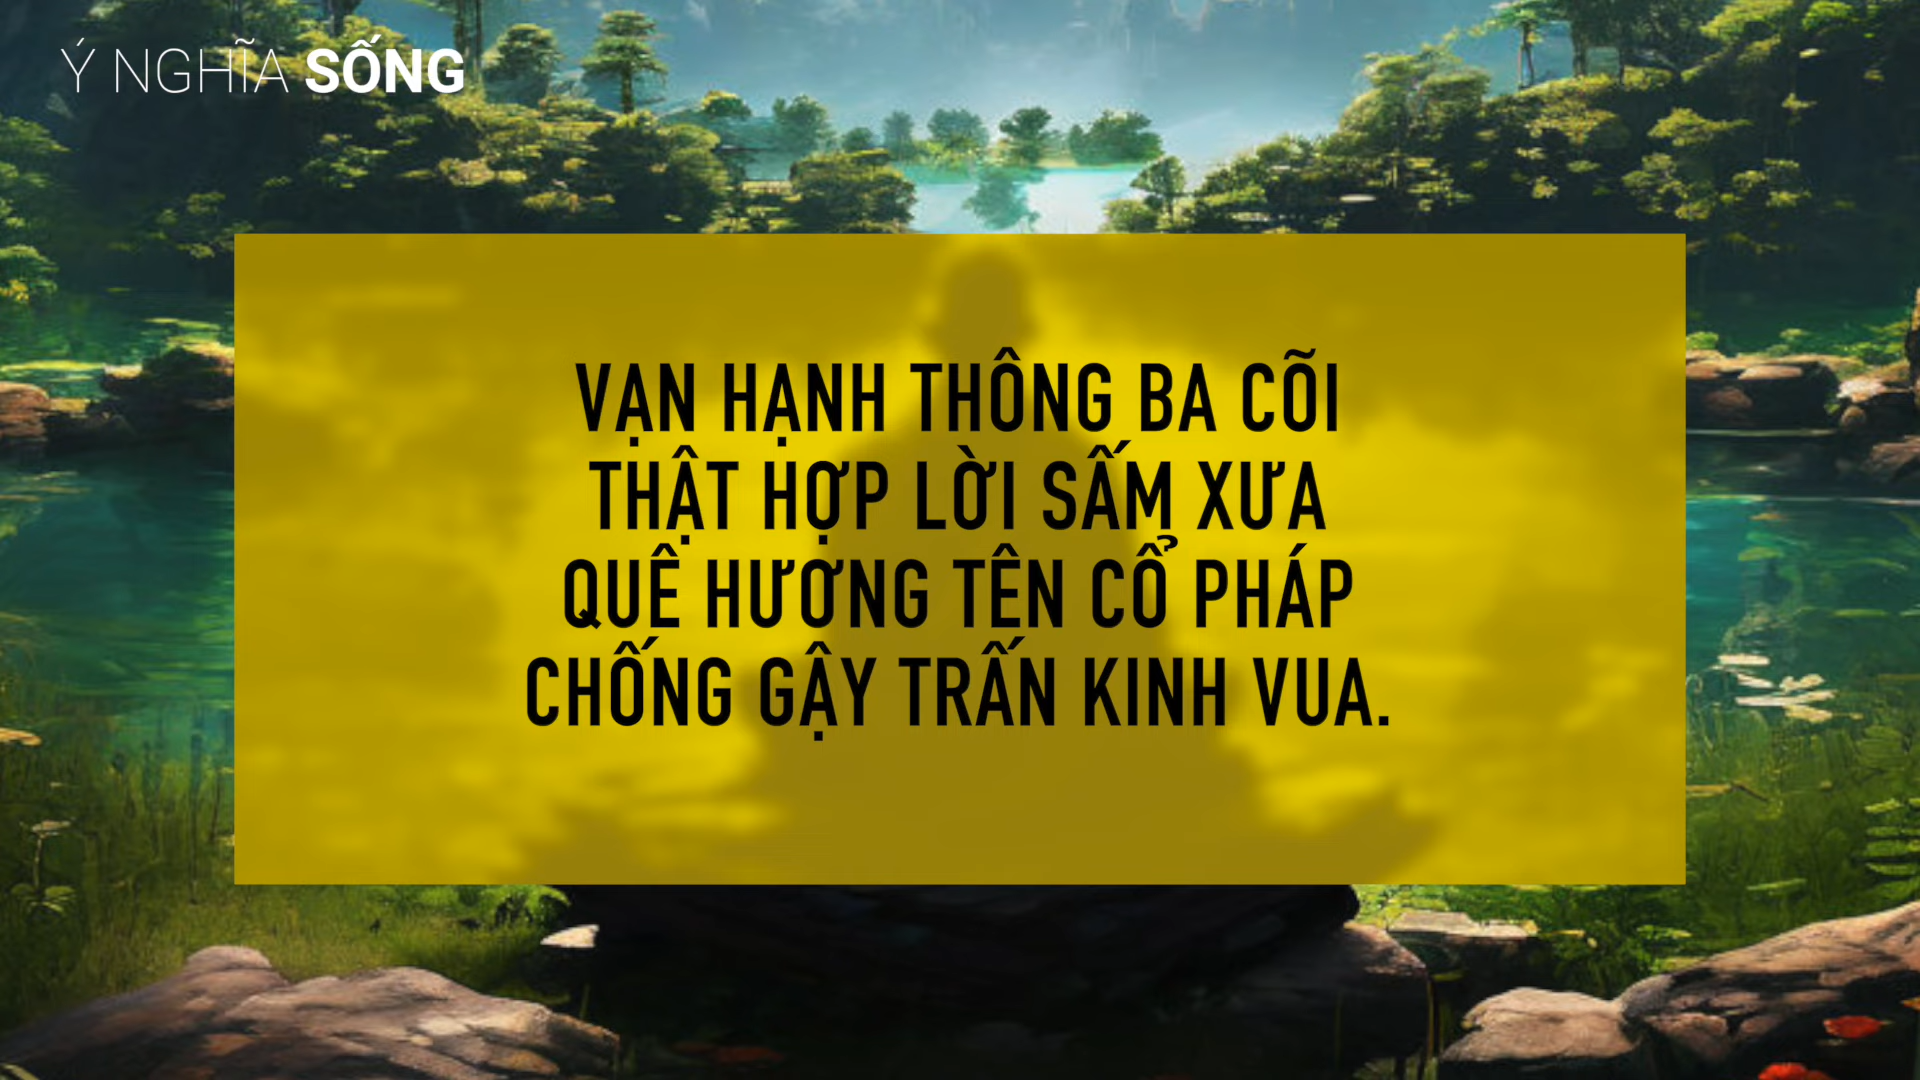 Ý NGHĨA SỐNG
VẠN HẠNH THÔNG BA CÕI
THẬT HỢP LỜI SẤM XƯA
QUÊ HƯƠNG TÊN CỔ PHÁP
CHỐNG GẬY TRẤN KINH VUA.